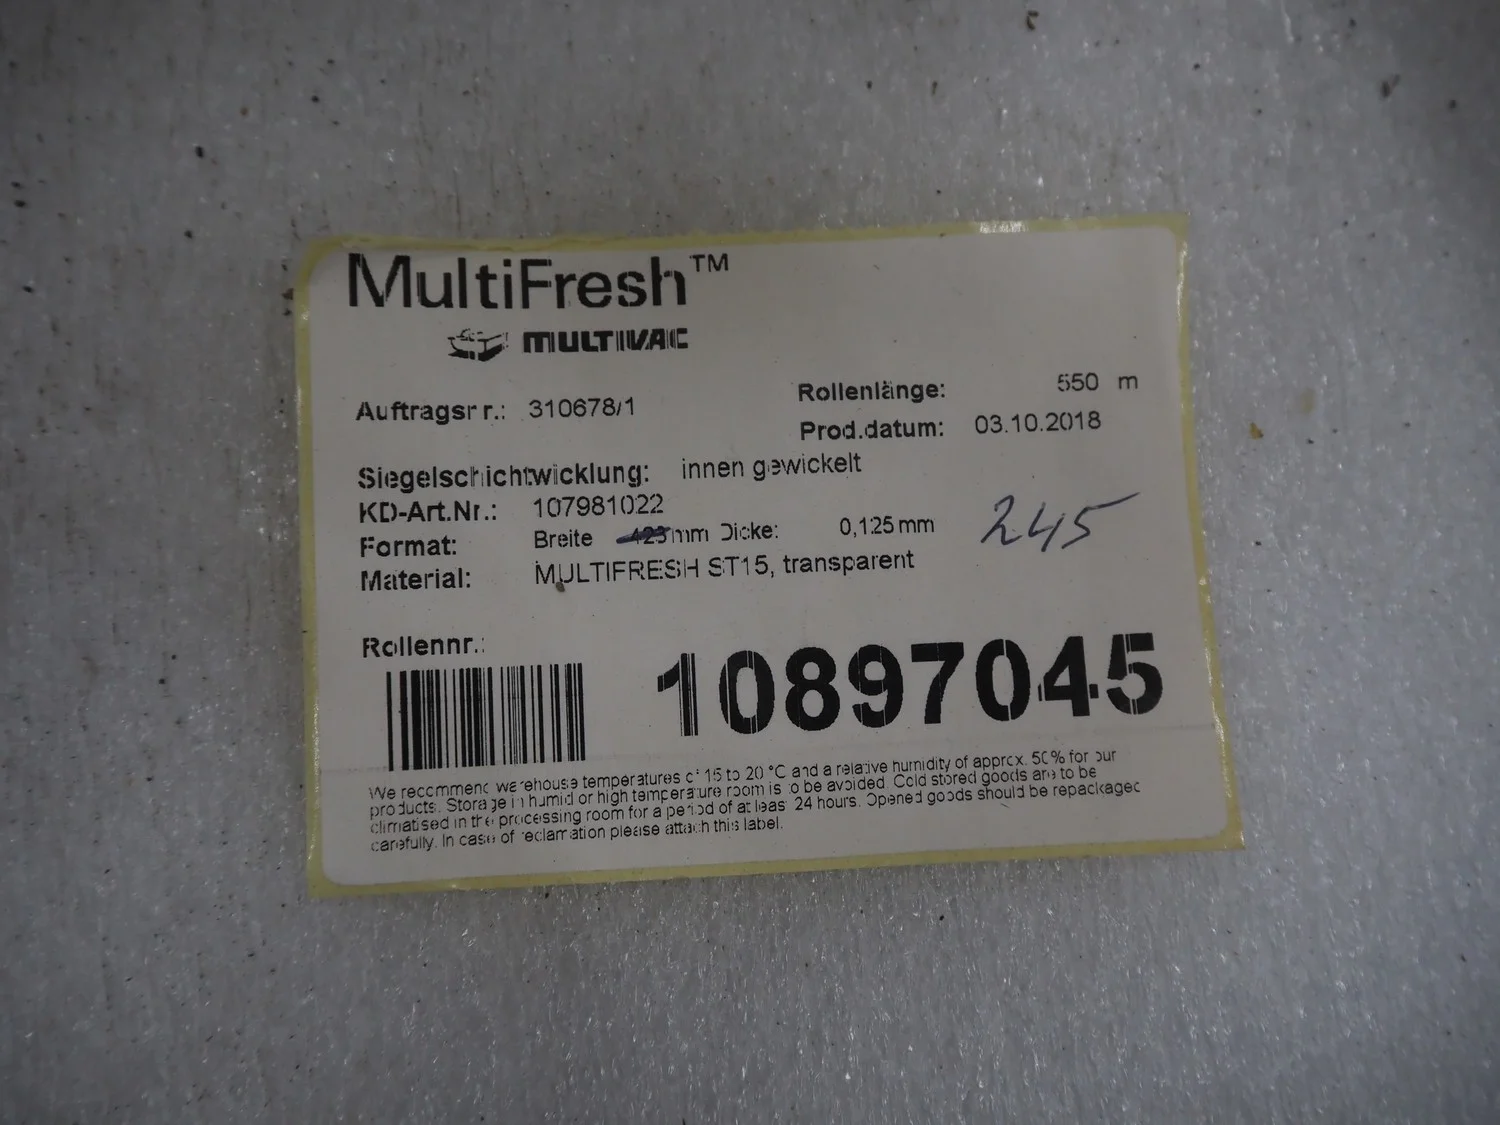 MultiFresh™
MULTIVAC
Auftragsnr.: 310678/1
Rollenlänge: 550 m
Prod.datum: 03.10.2018
Siegelschichtwicklung: innen gewickelt
KD-Art.Nr.: 107981022
Format: Breite 423 mm Dicke: 0,125 mm 245
Material: MULTIFRESH ST15, transparent
Rollennr.:
10897045
We recommend warehouse temperatures of 15 to 20 °C and a relative humidity of approx. 50% for our
products. Storage in humid or high temperature room is to be avoided. Cold stored goods are to be
climatised in the processing room for a period of at least 24 hours. Opened goods should be repackaged
carefully. In case of reclamation please attach this label.